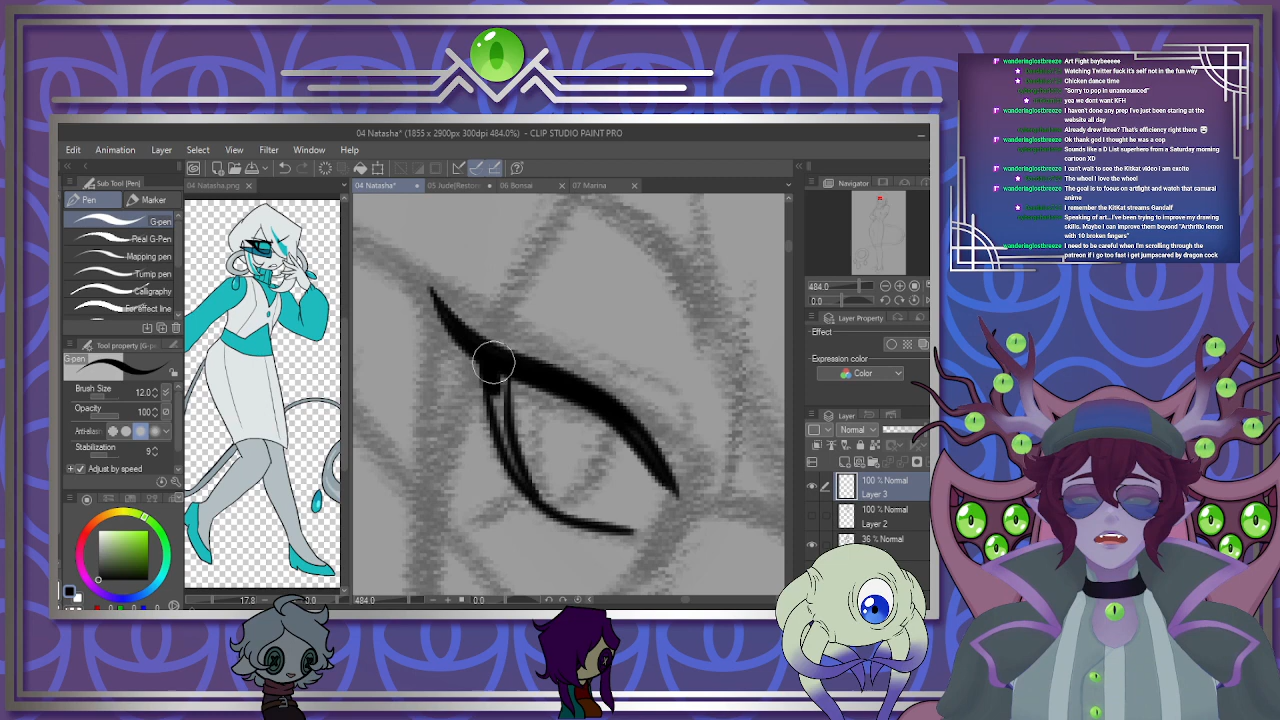 04 Natasha* (1855 x 2900px 300dpi 484.0%) - CLIP STUDIO PAINT PRO
Edit Animation Layer Select View Filter Window Help
Sub Tool [Pen]
Pen Marker
G-pen
Real G-Pen
Mapping pen
Turnip pen
Calligraphy
For effect line
Tool property [G-pen
G-pen
Brush Size 12.0
Opacity 100
Anti-alias
Stabilization 9
Adjust by speed
04 Natasha.png
17.8
04 Natasha* 05 Jude[Restor 06 Bonsai 07 Marina
484.0 0.0
Navigator
484.0
0.0
Layer Property
Effect
Expression color
Color
Layer
Normal
100 % Normal
Layer 3
100 % Normal
Layer 2
36 % Normal
wanderinglostbreeze Art Fight baybeeeee
Watching Twitter fuck it's self not in the fun way
Chicken dance time
"Sorry to pop in unannounced"
yea we dont want KFH
wanderinglostbreeze I haven't done any prep I've just been staring at the
website all day
Already drew three? That's efficiency right there
wanderinglostbreeze Ok thank god I thought he was a cop
Sounds like a D List superhero from a Saturday morning
cartoon XD
wanderinglostbreeze I can't wait to see the Kitkat video I am excite
The wheel I love the wheel
wanderinglostbreeze The goal is to focus on artfight and watch that samurai
anime
I remember the KitKat streams Gandalf
Speaking of art...I've been trying to improve my drawing
skills. Maybe I can improve them beyond "Arthritic lemon
with 10 broken fingers"
wanderinglostbreeze I need to be careful when I'm scrolling through the
patreon if i go too fast i get jumpscared by dragon cock